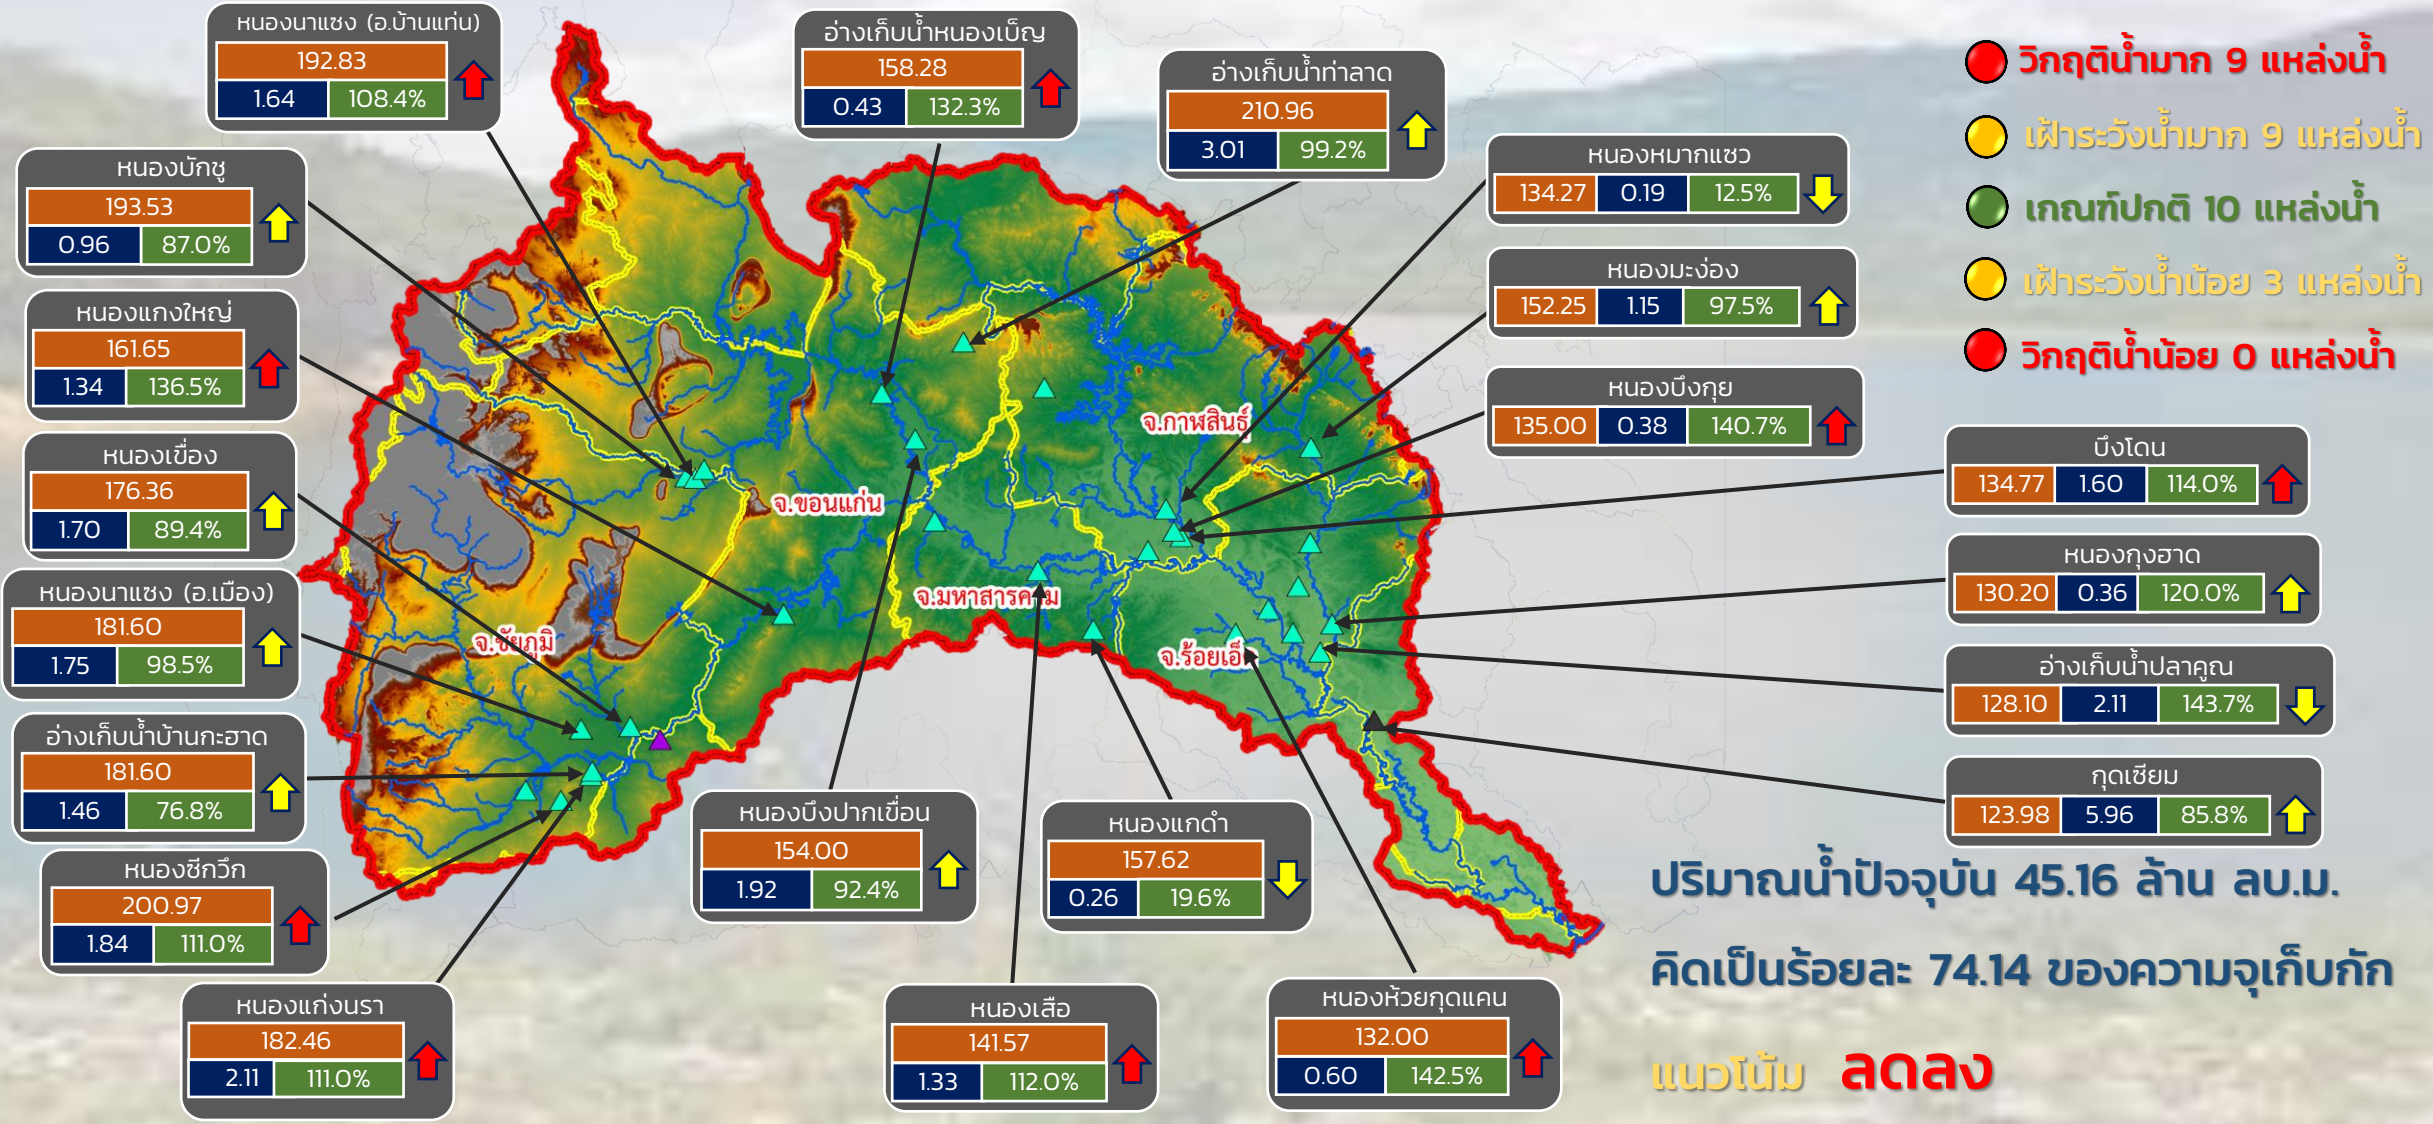 หนองนาแซง (อ.บ้านแท่น)
192.83
1.64 108.4%
อ่างเก็บน้ำหนองเบ็ญ
158.28
0.43 132.3%
อ่างเก็บน้ำท่าลาด
210.96
3.01 99.2%
หนองหมากแซว
134.27 0.19 12.5%
หนองมะง่อง
152.25 1.15 97.5%
หนองบึงกุย
135.00 0.38 140.7%
บึงโดน
134.77 1.60 114.0%
หนองกุงฮาด
130.20 0.36 120.0%
อ่างเก็บน้ำปลาคูณ
128.10 2.11 143.7%
กุดเซียม
123.98 5.96 85.8%
หนองบักชู
193.53
0.96 87.0%
หนองแกงใหญ่
161.65
1.34 136.5%
หนองเขื่อง
176.36
1.70 89.4%
หนองนาแซง (อ.เมือง)
181.60
1.75 98.5%
อ่างเก็บน้ำบ้านกะฮาด
181.60
1.46 76.8%
หนองซีกวึก
200.97
1.84 111.0%
หนองแก่งนรา
182.46
2.11 111.0%
หนองบึงปากเขื่อน
154.00
1.92 92.4%
หนองแกดำ
157.62
0.26 19.6%
หนองเสือ
141.57
1.33 112.0%
หนองห้วยกุดแคน
132.00
0.60 142.5%
จ.กาฬสินธุ์
จ.ขอนแก่น
จ.มหาสารคาม
จ.ชัยภูมิ
จ.ร้อยเอ็ด
วิกฤติน้ำมาก 9 แหล่งน้ำ
เฝ้าระวังน้ำมาก 9 แหล่งน้ำ
เกณฑ์ปกติ 10 แหล่งน้ำ
เฝ้าระวังน้ำน้อย 3 แหล่งน้ำ
วิกฤติน้ำน้อย 0 แหล่งน้ำ
ปริมาณน้ำปัจจุบัน 45.16 ล้าน ลบ.ม.
คิดเป็นร้อยละ 74.14 ของความจุเก็บกัก
แนวโน้ม ลดลง